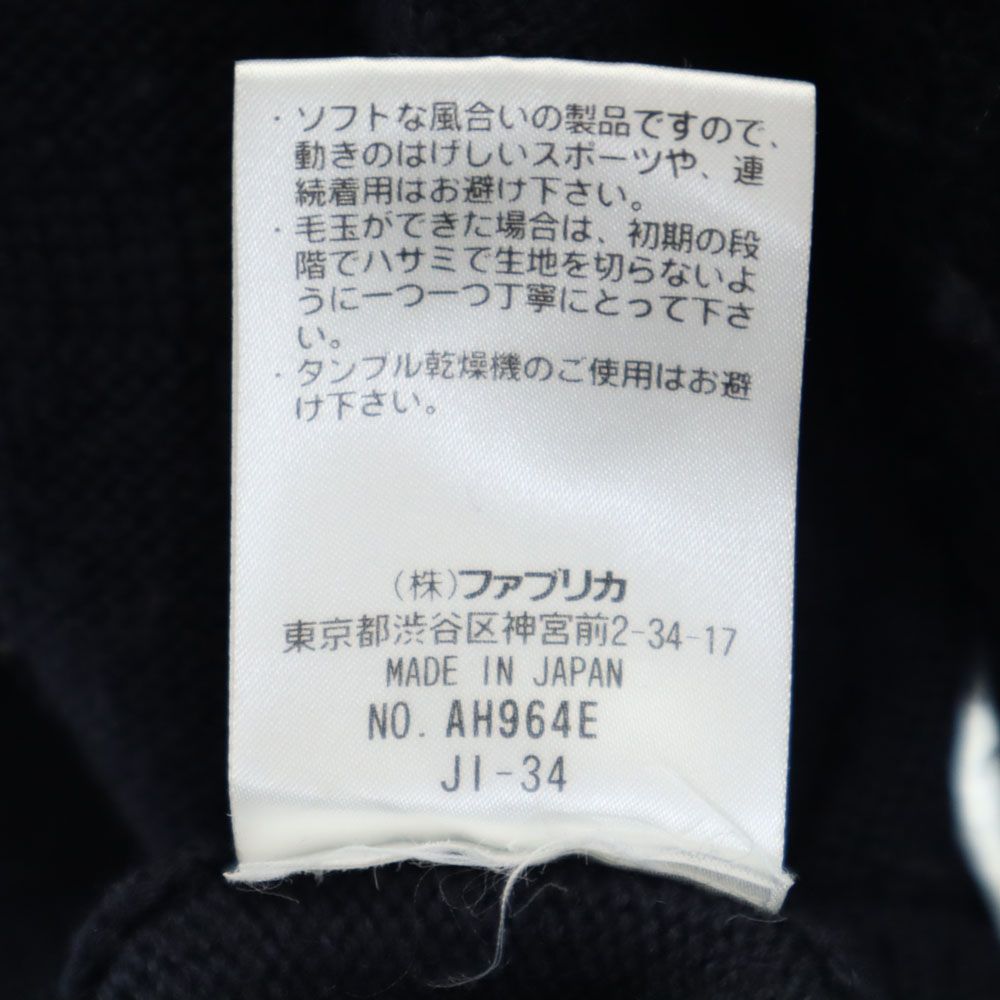 ・ソフトな風合いの製品ですので、
動きのはげしいスポーツや、連
続着用はお避け下さい。
・毛玉ができた場合は、初期の段
階でハサミで生地を切らないよ
うに一つ一つ丁寧にとって下さ
い。
・タンブル乾燥機のご使用はお避
け下さい。
(株)ファブリカ
東京都渋谷区神宮前2-34-17
MADE IN JAPAN
NO. AH964E
JI-34